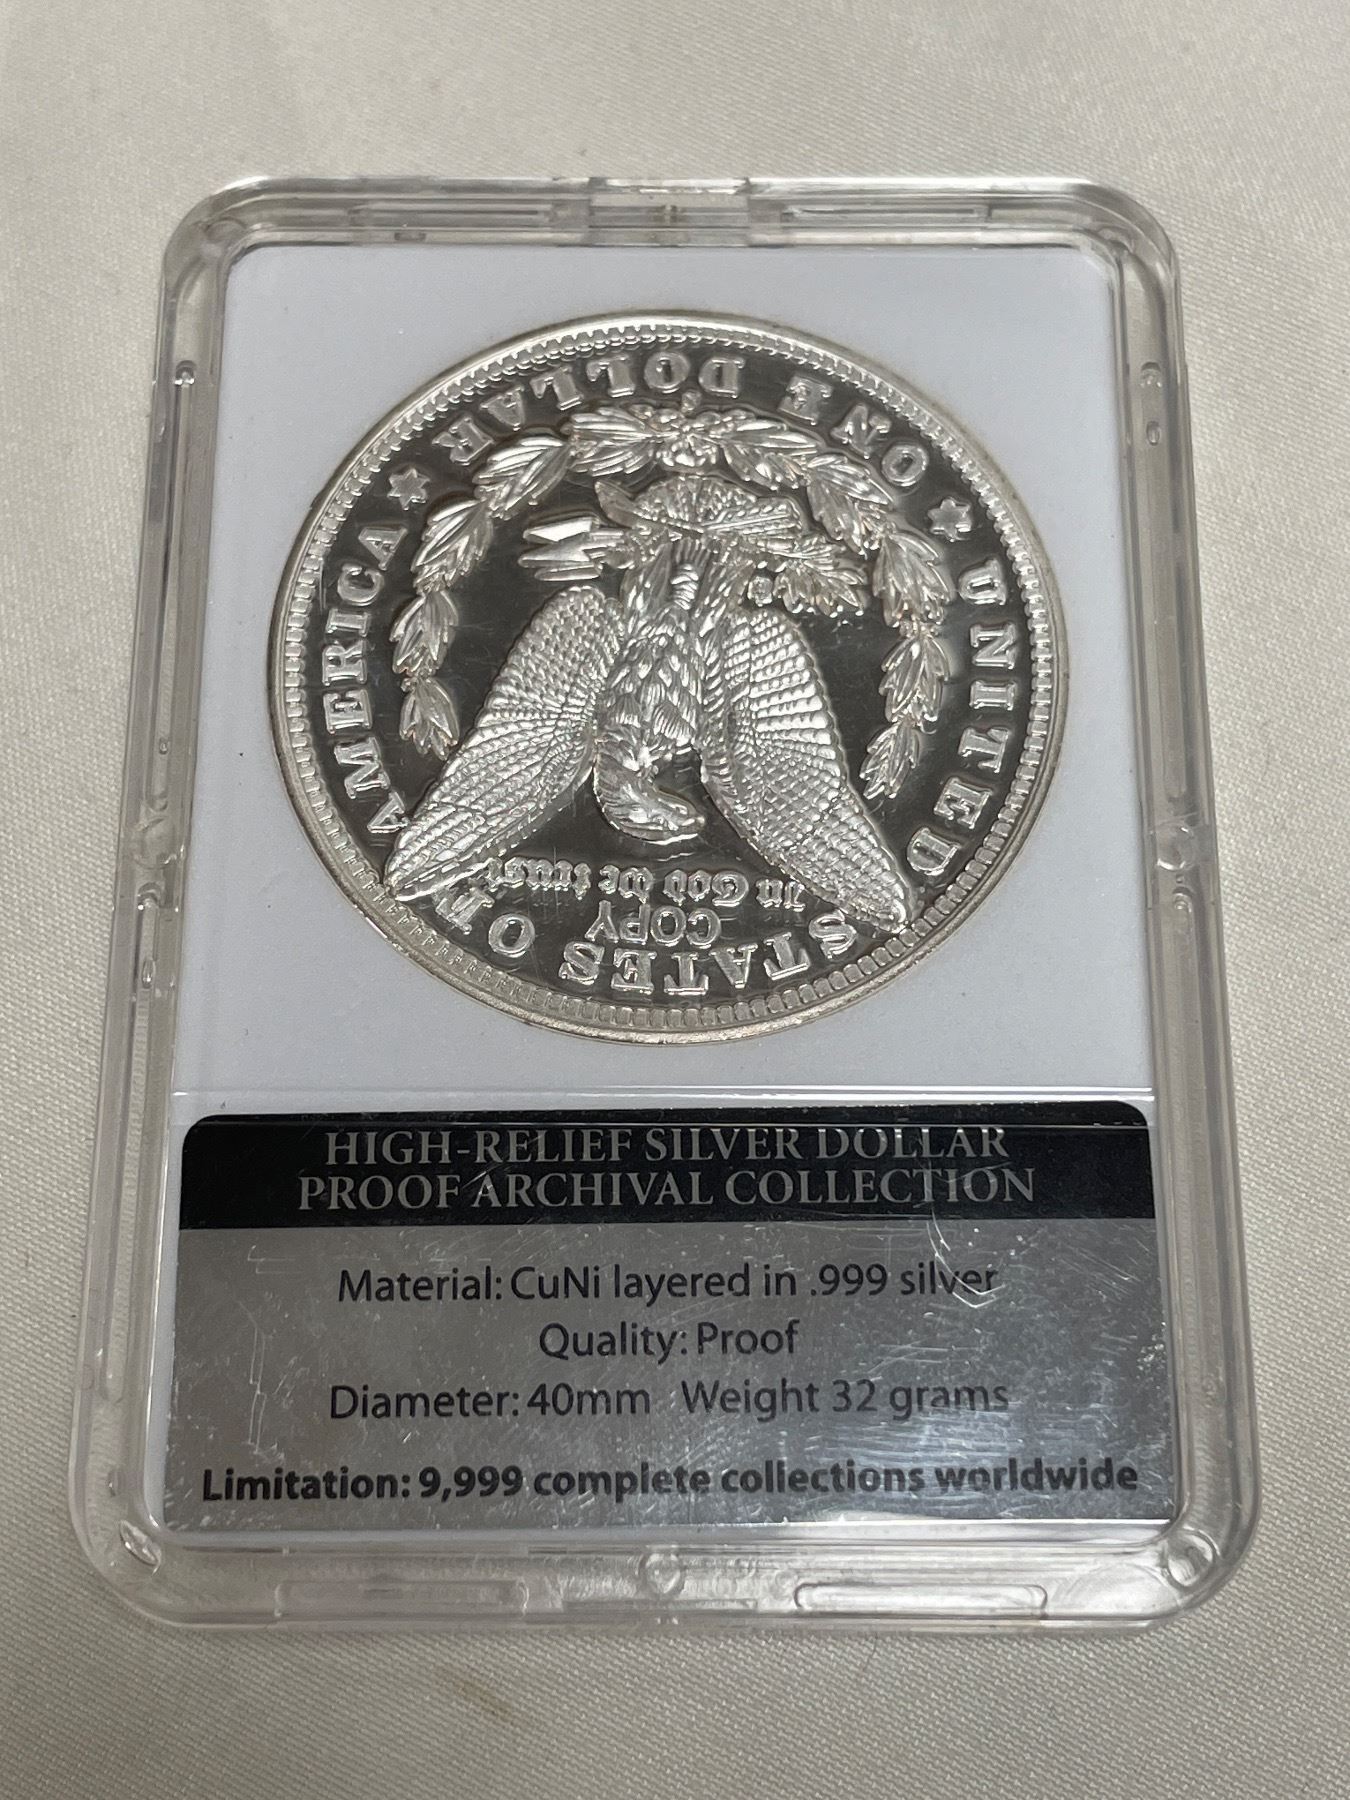 UNITED STATES OF AMERICA
In God we trust
COPY
ONE DOLLAR
HIGH-RELIEF SILVER DOLLAR
PROOF ARCHIVAL COLLECTION
Material: CuNi layered in .999 silver
Quality: Proof
Diameter: 40mm Weight 32 grams
Limitation: 9,999 complete collections worldwide